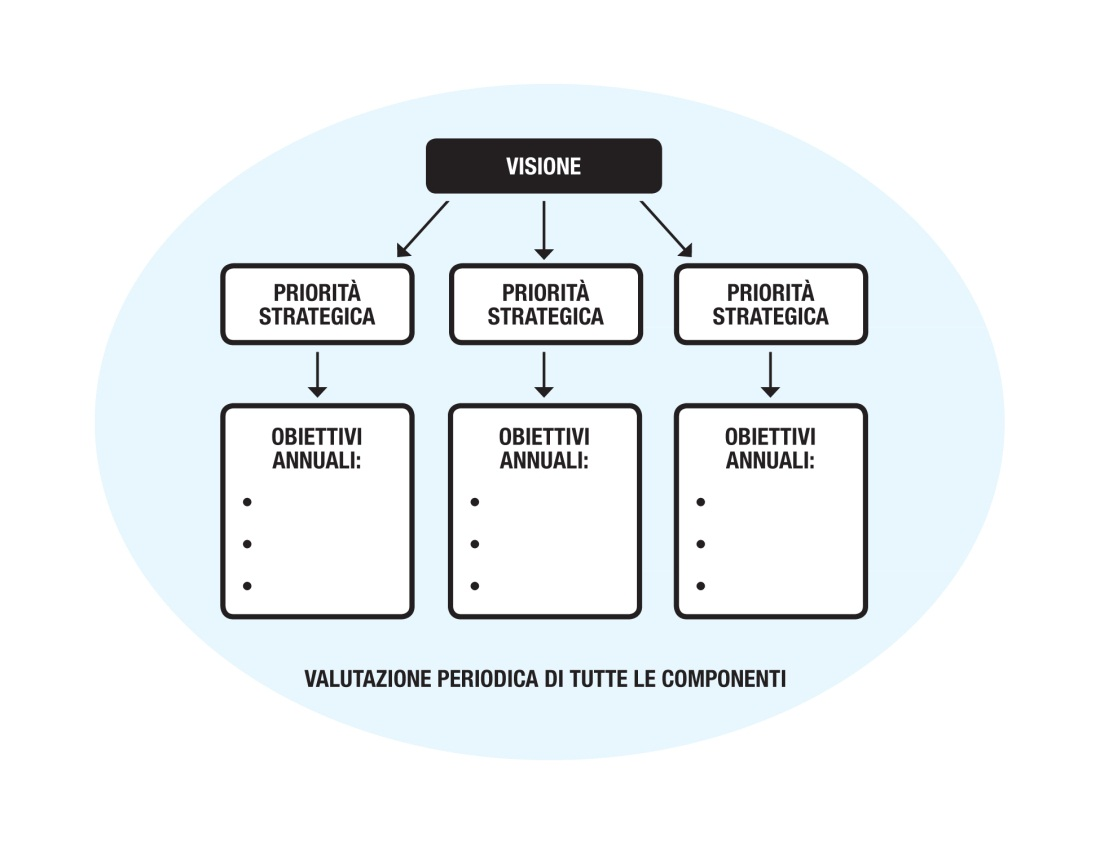 VISIONE
PRIORITÀ
STRATEGICA
PRIORITÀ
STRATEGICA
PRIORITÀ
STRATEGICA
OBIETTIVI
ANNUALI:
OBIETTIVI
ANNUALI:
OBIETTIVI
ANNUALI:
VALUTAZIONE PERIODICA DI TUTTE LE COMPONENTI